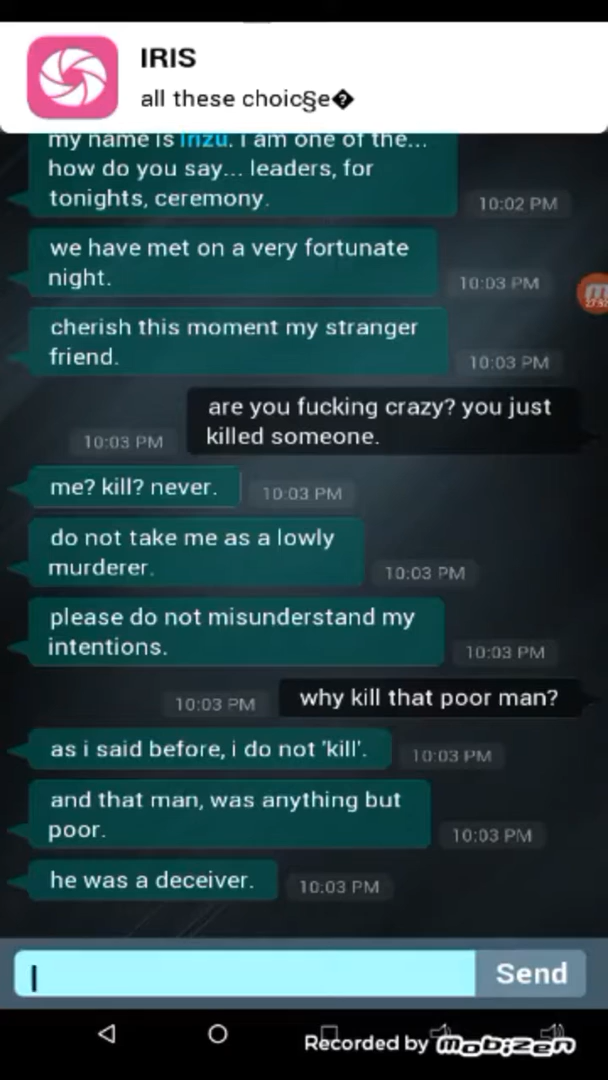 IRIS
all these choic§e�
my name is Irizu. I am one of the...
how do you say... leaders, for
tonights, ceremony.
10:02 PM
we have met on a very fortunate
night.
10:03 PM
cherish this moment my stranger
friend.
10:03 PM
are you fucking crazy? you just
killed someone.
10:03 PM
me? kill? never.
10:03 PM
do not take me as a lowly
murderer.
10:03 PM
please do not misunderstand my
intentions.
10:03 PM
10:03 PM
why kill that poor man?
as i said before, i do not 'kill'.
10:03 PM
and that man, was anything but
poor.
10:03 PM
he was a deceiver.
10:03 PM
Send
Recorded by mobizen